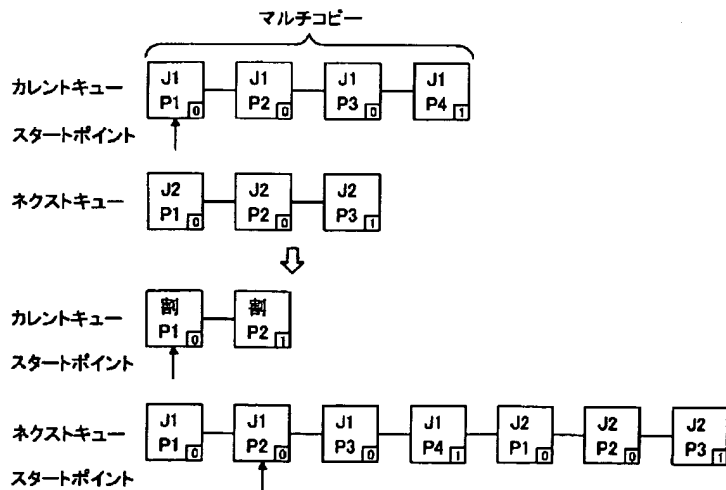 マルチコピー
カレントキュー J1 P1 0 J1 P2 0 J1 P3 0 J1 P4 1
スタートポイント
ネクストキュー J2 P1 0 J2 P2 0 J2 P3 1
カレントキュー 割 P1 0 割 P2 1
スタートポイント
ネクストキュー J1 P1 0 J1 P2 0 J1 P3 0 J1 P4 1 J2 P1 0 J2 P2 0 J2 P3 1
スタートポイント